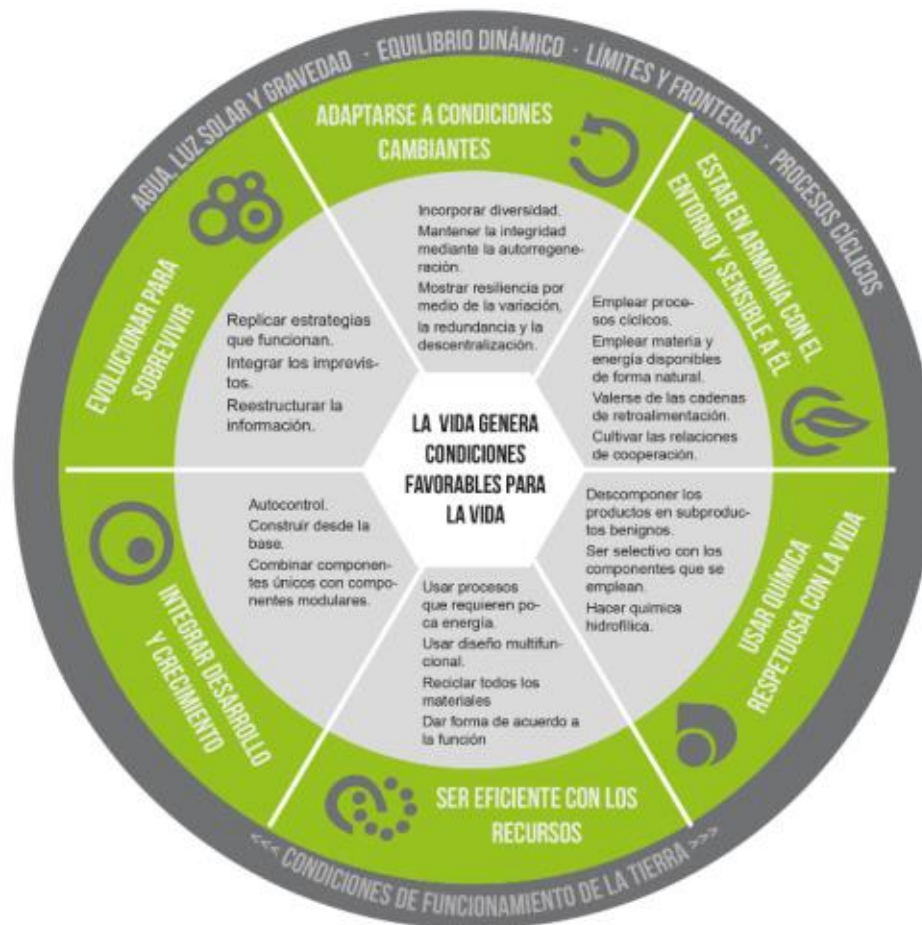 AGUA, LUZ SOLAR Y GRAVEDAD - EQUILIBRIO DINÁMICO - LÍMITES Y FRONTERAS - PROCESOS CÍCLICOS
ADAPTARSE A CONDICIONES
CAMBIANTES
Incorporar diversidad.
Mantener la integridad
mediante la autorregene-
ración.
Mostrar resiliencia por
medio de la variación,
la redundancia y la
descentralización.
ESTAR EN ARMONÍA CON EL
ENTORNO Y SENSIBLE A ÉL
Emplear proce-
sos cíclicos.
Emplear materia y
energía disponibles
de forma natural.
Valerse de las cadenas
de retroalimentación.
Cultivar las relaciones
de cooperación.
USAR QUÍMICA
RESPETUOSA CON LA VIDA
Descomponer los
productos en subproduc-
tos benignos.
Ser selectivo con los
componentes que se
emplean.
Hacer química
hidrofílica.
SER EFICIENTE CON LOS
RECURSOS
Usar procesos
que requieren po-
ca energía.
Usar diseño multifun-
cional.
Reciclar todos los
materiales
Dar forma de acuerdo a
la función
INTEGRAR DESARROLLO
Y CRECIMIENTO
Autocontrol.
Construir desde la
base.
Combinar componen-
tes únicos con compo-
nentes modulares.
EVOLUCIONAR PARA
SOBREVIVIR
Replicar estrategias
que funcionan.
Integrar los imprevis-
tos.
Reestructurar la
información.
LA VIDA GENERA
CONDICIONES
FAVORABLES PARA
LA VIDA
<<< CONDICIONES DE FUNCIONAMIENTO DE LA TIERRA >>>